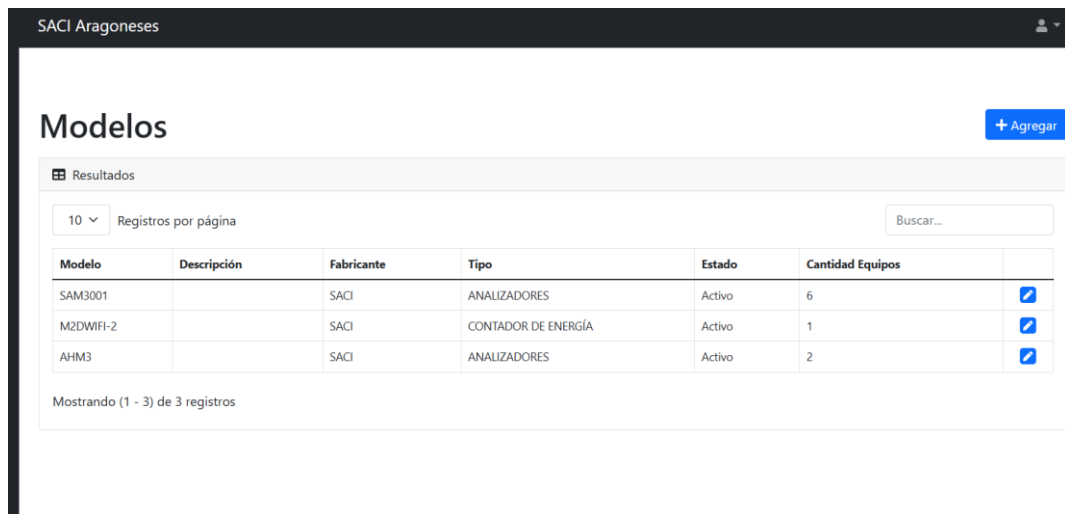 SACI Aragoneses
Modelos
Agregar
Resultados
10 Registros por página
Buscar...
Modelo Descripción Fabricante Tipo Estado Cantidad Equipos
SAM3001 SACI ANALIZADORES Activo 6
M2DWIFI-2 SACI CONTADOR DE ENERGÍA Activo 1
AHM3 SACI ANALIZADORES Activo 2
Mostrando (1 - 3) de 3 registros